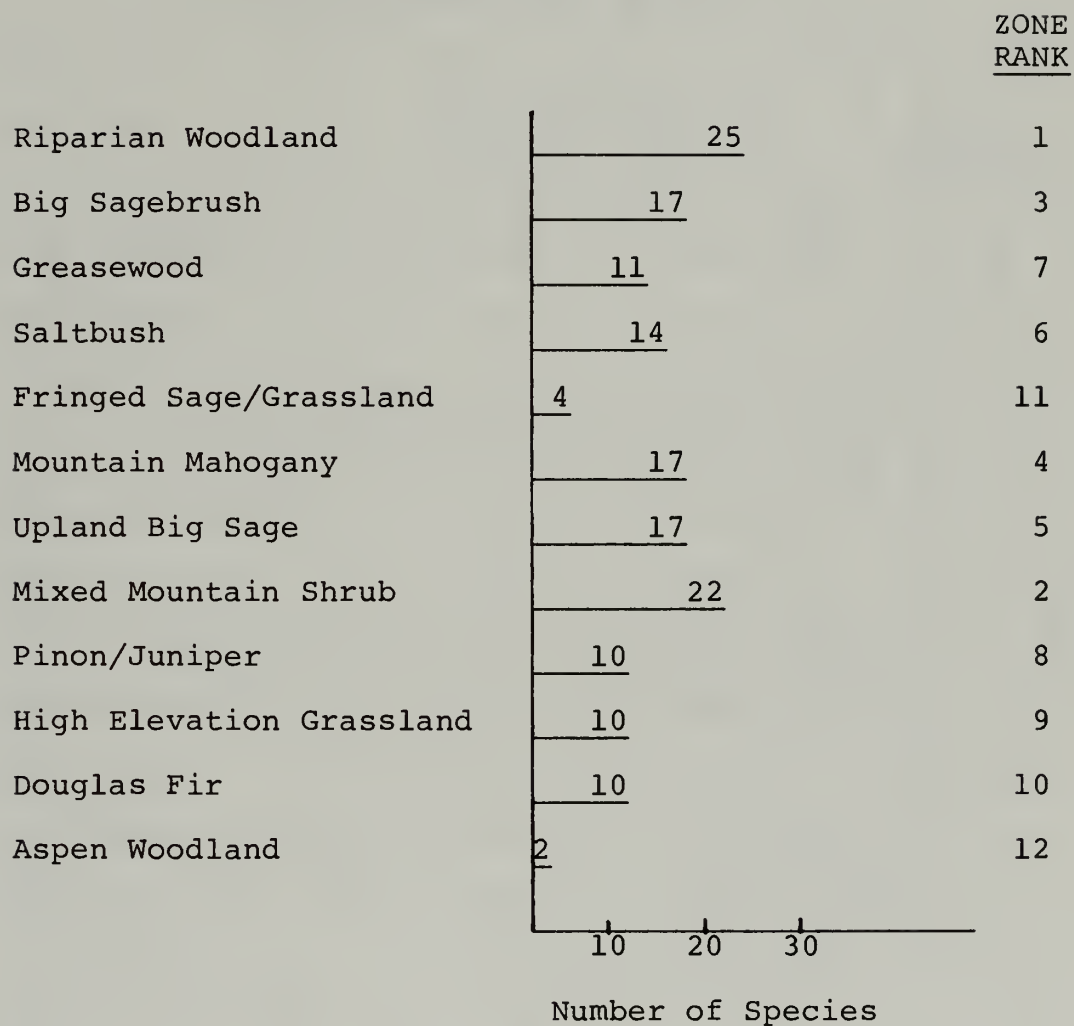 ZONE
RANK
Riparian Woodland 25 1
Big Sagebrush 17 3
Greasewood 11 7
Saltbush 14 6
Fringed Sage/Grassland 4 11
Mountain Mahogany 17 4
Upland Big Sage 17 5
Mixed Mountain Shrub 22 2
Pinon/Juniper 10 8
High Elevation Grassland 10 9
Douglas Fir 10 10
Aspen Woodland 2 12
10 20 30
Number of Species